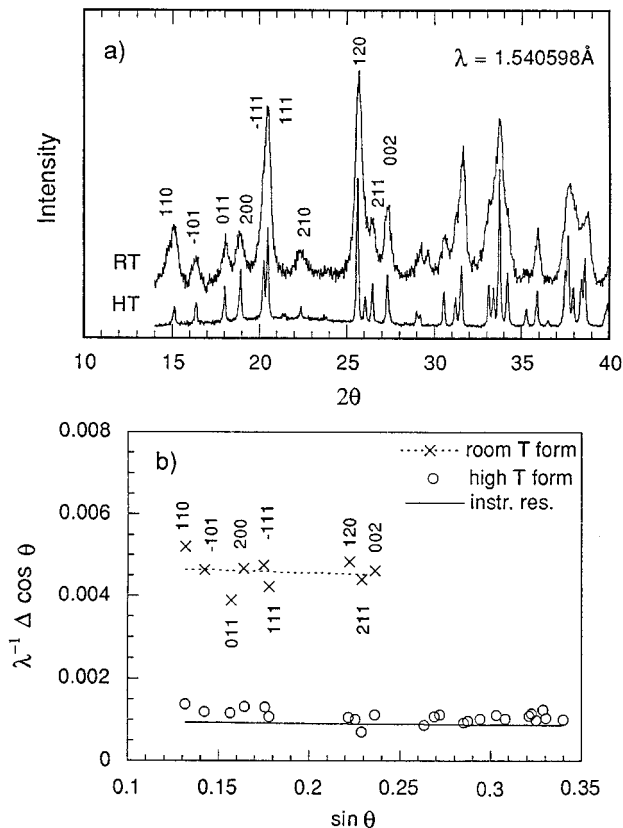 a)
λ = 1.540598Å
Intensity
110
-101
011
200
-111
111
210
120
211
002
RT
HT
10 15 20 25 30 35 40
2θ
b)
0.008
0.006
0.004
0.002
0
λ⁻¹ Δ cos θ
room T form
high T form
instr. res.
110
-101
011
200
-111
111
120
211
002
0.1 0.15 0.2 0.25 0.3 0.35
sin θ